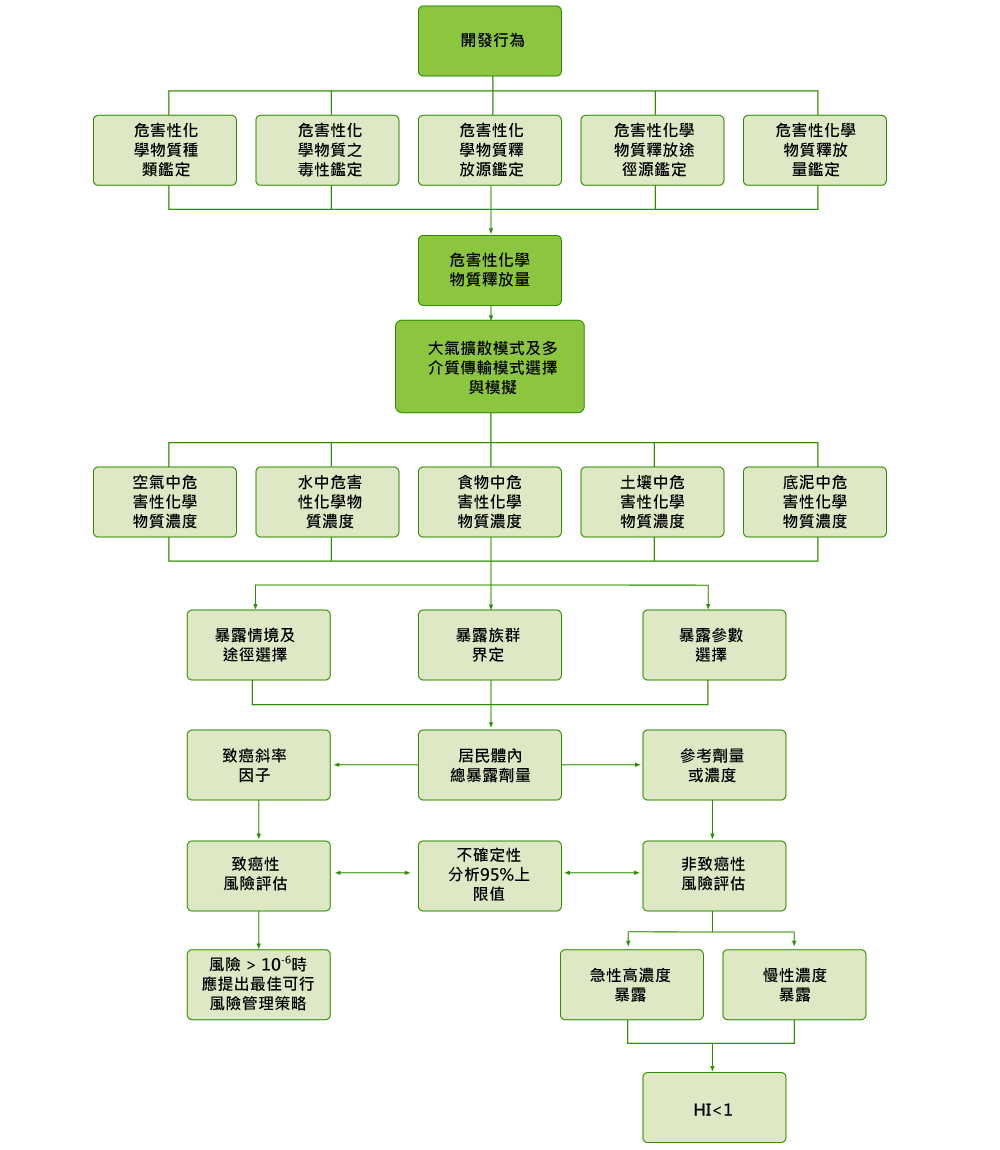 開發行為
危害性化
學物質種
類鑑定
危害性化
學物質之
毒性鑑定
危害性化
學物質釋
放源鑑定
危害性化學
物質釋放途
徑源鑑定
危害性化學
物質釋放
量鑑定
危害性化學
物質釋放量
大氣擴散模式及多
介質傳輸模式選擇
與模擬
空氣中危
害性化學
物質濃度
水中危害
性化學物
質濃度
食物中危
害性化學
物質濃度
土壤中危
害性化學
物質濃度
底泥中危
害性化學
物質濃度
暴露情境及
途徑選擇
暴露族群
界定
暴露參數
選擇
致癌斜率
因子
居民體內
總暴露劑量
參考劑量
或濃度
致癌性
風險評估
不確定性
分析95%上
限值
非致癌性
風險評估
風險 > 10⁻⁶時
應提出最佳可行
風險管理策略
急性高濃度
暴露
慢性濃度
暴露
HI<1